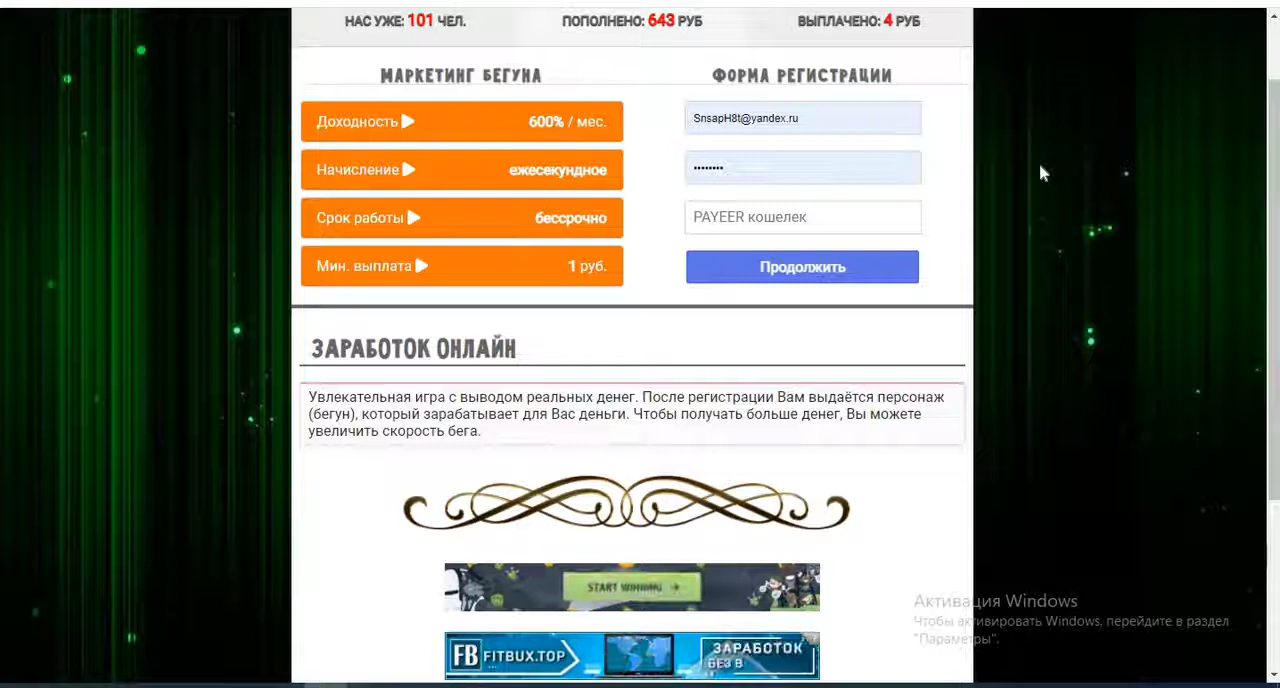 НАС УЖЕ: 101 ЧЕЛ. ПОПОЛНЕНО: 643 РУБ ВЫПЛАЧЕНО: 4 РУБ
МАРКЕТИНГ БЕГУНА
Доходность 600% / мес.
Начисление ежесекундное
Срок работы бессрочно
Мин. выплата 1 руб.
ФОРМА РЕГИСТРАЦИИ
SnsapH8t@yandex.ru
••••••••
PAYEER кошелек
Продолжить
ЗАРАБОТОК ОНЛАЙН
Увлекательная игра с выводом реальных денег. После регистрации Вам выдаётся персонаж
(бегун), который зарабатывает для Вас деньги. Чтобы получать больше денег, Вы можете
увеличить скорость бега.
START WINNING
FB FITBUX.TOP
ЗАРАБОТОК
БЕЗ В
Активация Windows
Чтобы активировать Windows, перейдите в раздел
"Параметры".